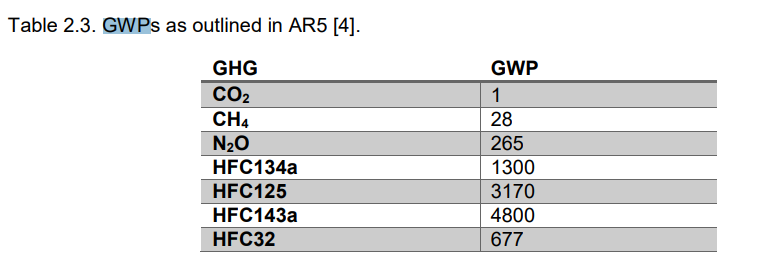 Table 2.3. GWPs as outlined in AR5 [4].
GHG GWP
CO₂ 1
CH₄ 28
N₂O 265
HFC134a 1300
HFC125 3170
HFC143a 4800
HFC32 677